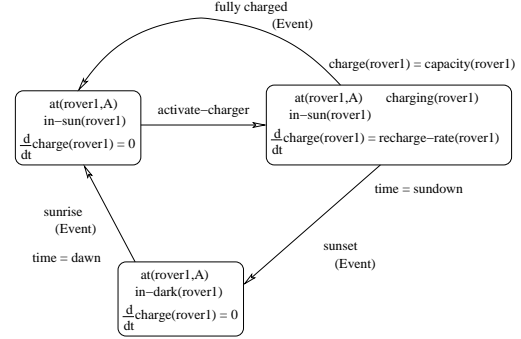 fully charged
(Event)
charge(rover1) = capacity(rover1)
at(rover1,A)
in−sun(rover1)
d
dt
charge(rover1) = 0
activate−charger
at(rover1,A) charging(rover1)
in−sun(rover1)
d
dt
charge(rover1) = recharge−rate(rover1)
time = sundown
sunrise
(Event)
time = dawn
sunset
(Event)
at(rover1,A)
in−dark(rover1)
d
dt
charge(rover1) = 0